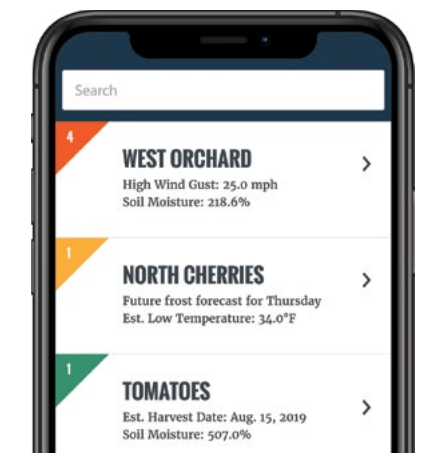 Search
4
WEST ORCHARD
High Wind Gust: 25.0 mph
Soil Moisture: 218.6%
1
NORTH CHERRIES
Future frost forecast for Thursday
Est. Low Temperature: 34.0°F
1
TOMATOES
Est. Harvest Date: Aug. 15, 2019
Soil Moisture: 507.0%